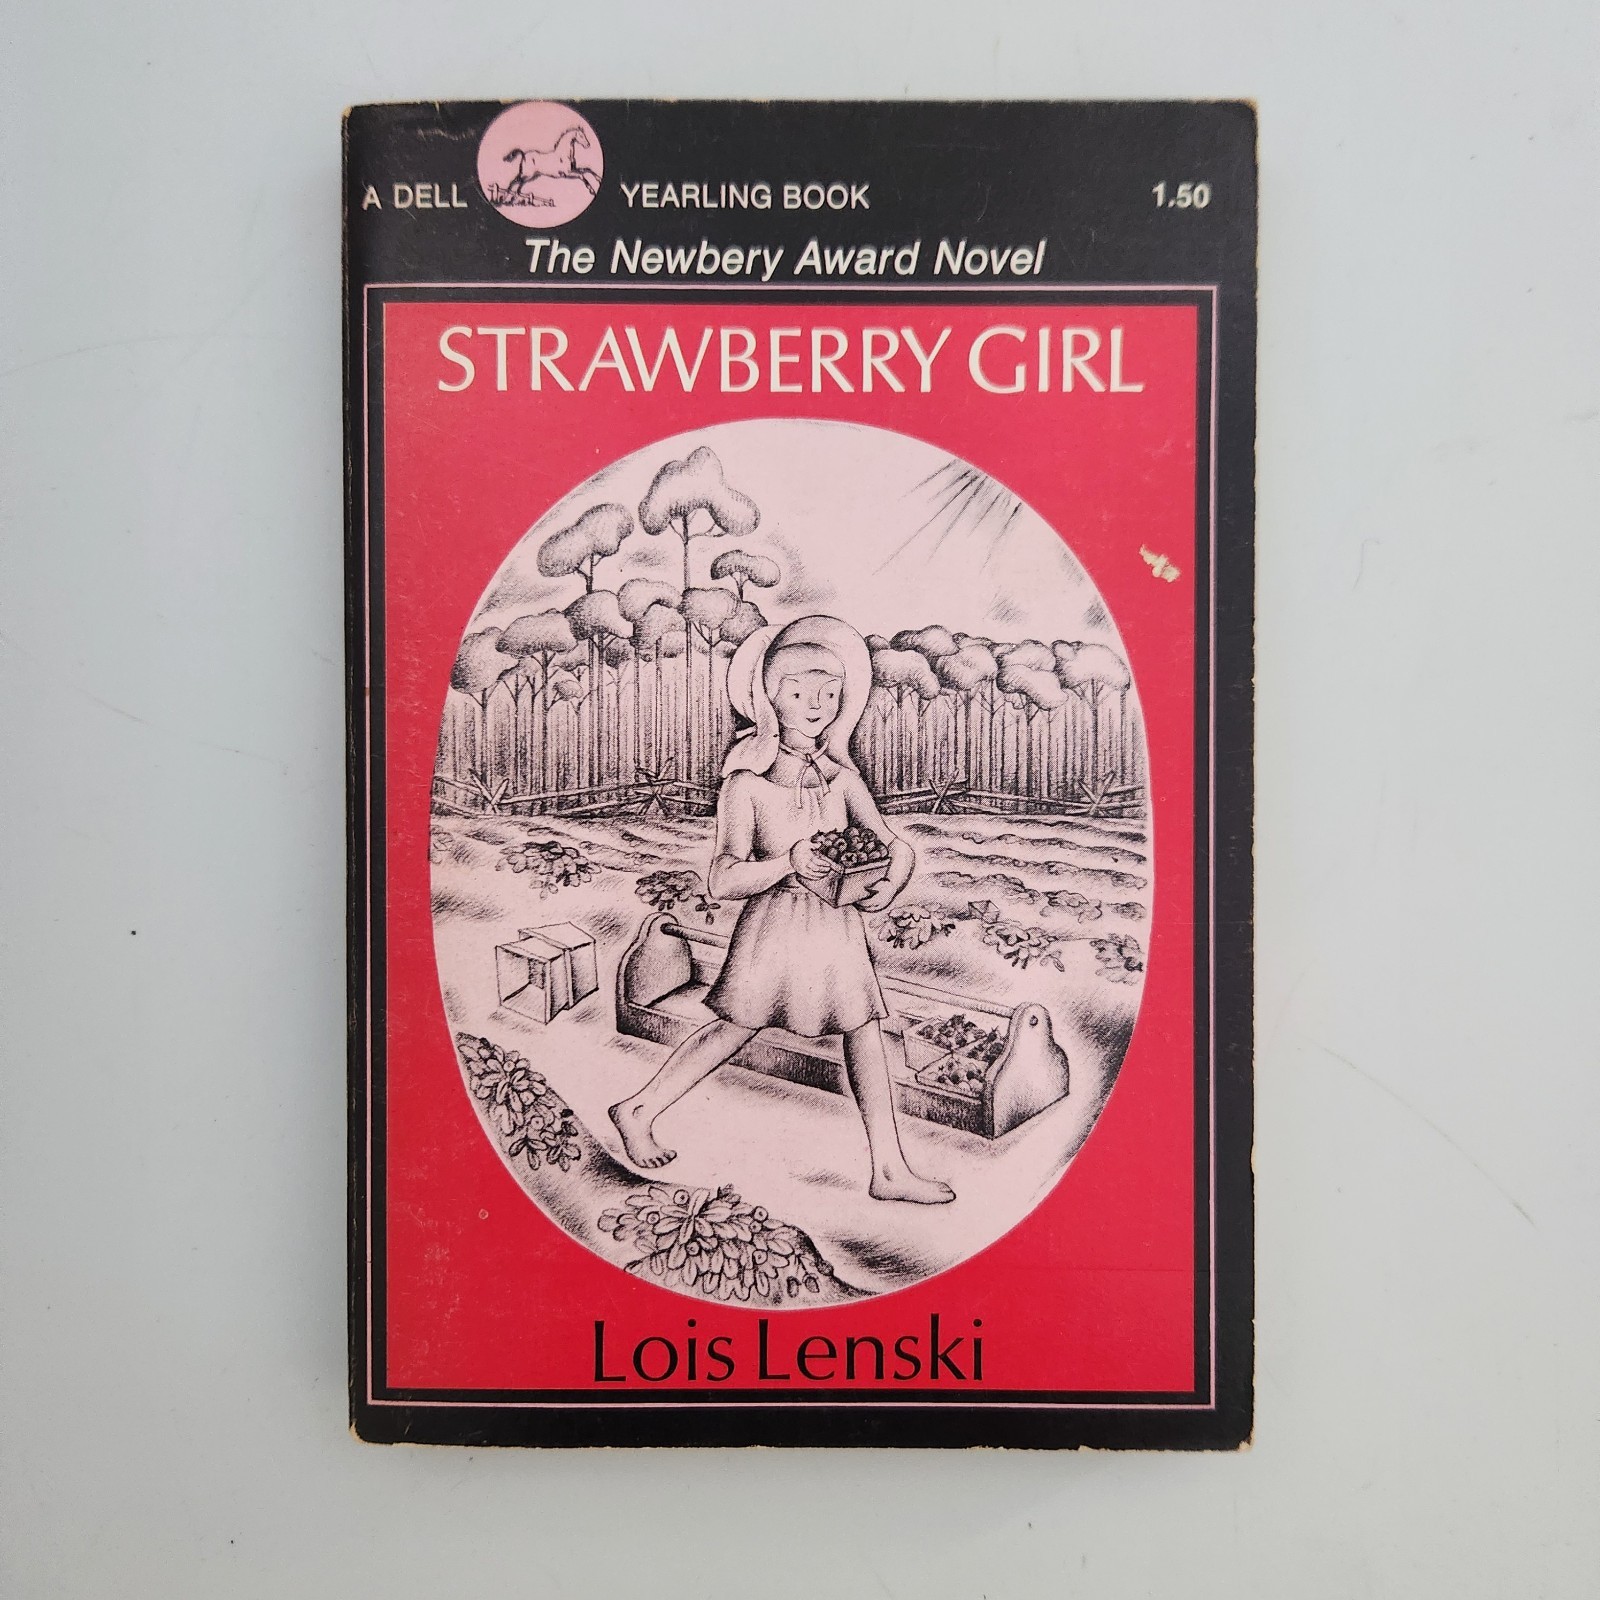 A DELL YEARLING BOOK 1.50
The Newbery Award Novel
STRAWBERRY GIRL
Lois Lenski